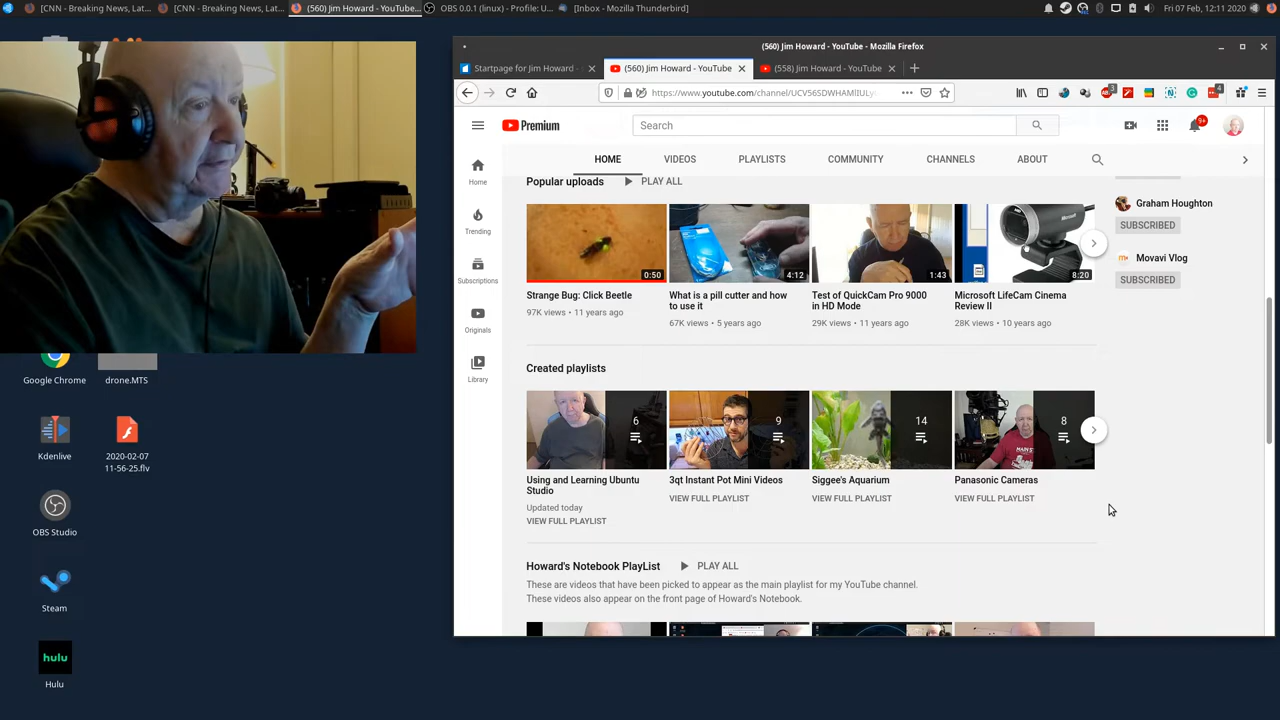 [CNN - Breaking News, Lat...
[CNN - Breaking News, Lat...
(560) Jim Howard - YouTube...
OBS 0.0.1 (linux) - Profile: U...
[Inbox - Mozilla Thunderbird]
Fri 07 Feb, 12:11 2020
(560) Jim Howard - YouTube - Mozilla Firefox
Startpage for Jim Howard -
(560) Jim Howard - YouTube
(558) Jim Howard - YouTube
3
4
Premium
Search
9+
HOME
VIDEOS
PLAYLISTS
COMMUNITY
CHANNELS
ABOUT
Home
Trending
Subscriptions
Originals
Library
Popular uploads
PLAY ALL
0:50
4:12
1:43
8:20
Microsoft
Strange Bug: Click Beetle
97K views • 11 years ago
What is a pill cutter and how
to use it
67K views • 5 years ago
Test of QuickCam Pro 9000
in HD Mode
29K views • 11 years ago
Microsoft LifeCam Cinema
Review II
28K views • 10 years ago
Graham Houghton
SUBSCRIBED
Movavi Vlog
SUBSCRIBED
Created playlists
6
9
14
8
Using and Learning Ubuntu
Studio
Updated today
VIEW FULL PLAYLIST
3qt Instant Pot Mini Videos
VIEW FULL PLAYLIST
Siggee's Aquarium
VIEW FULL PLAYLIST
Panasonic Cameras
VIEW FULL PLAYLIST
Howard's Notebook PlayList
PLAY ALL
These are videos that have been picked to appear as the main playlist for my YouTube channel.
These videos also appear on the front page of Howard's Notebook.
Google Chrome
drone.MTS
Kdenlive
2020-02-07
11-56-25.flv
OBS Studio
Steam
hulu
Hulu